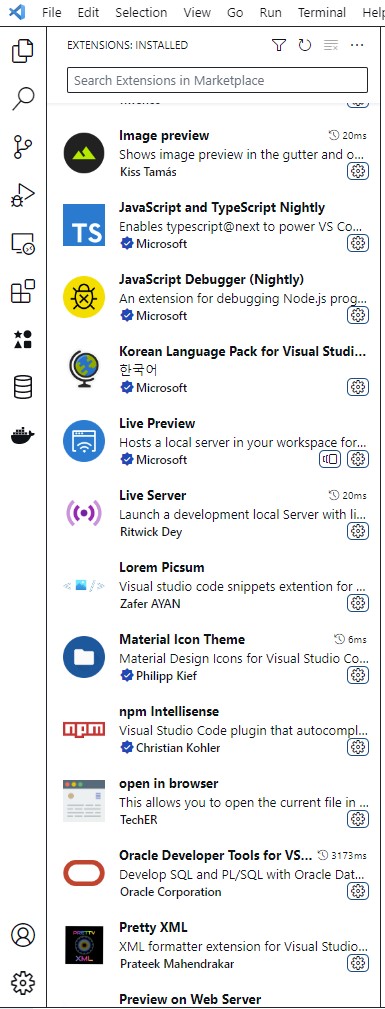 File Edit Selection View Go Run Terminal Help
EXTENSIONS: INSTALLED
Search Extensions in Marketplace
Image preview 20ms
Shows image preview in the gutter and o...
Kiss Tamás
TS
JavaScript and TypeScript Nightly
Enables typescript@next to power VS Co...
Microsoft
JavaScript Debugger (Nightly)
An extension for debugging Node.js prog...
Microsoft
Korean Language Pack for Visual Studi...
한국어
Microsoft
Live Preview
Hosts a local server in your workspace for...
Microsoft
Live Server 20ms
Launch a development local Server with li...
Ritwick Dey
Lorem Picsum
Visual studio code snippets extention for ...
Zafer AYAN
Material Icon Theme 6ms
Material Design Icons for Visual Studio Co...
Philipp Kief
npm
npm Intellisense
Visual Studio Code plugin that autocompl...
Christian Kohler
open in browser
This allows you to open the current file in ...
TechER
Oracle Developer Tools for VS... 3173ms
Develop SQL and PL/SQL with Oracle Dat...
Oracle Corporation
PRETTY
XML
Pretty XML
XML formatter extension for Visual Studio...
Prateek Mahendrakar
Preview on Web Server